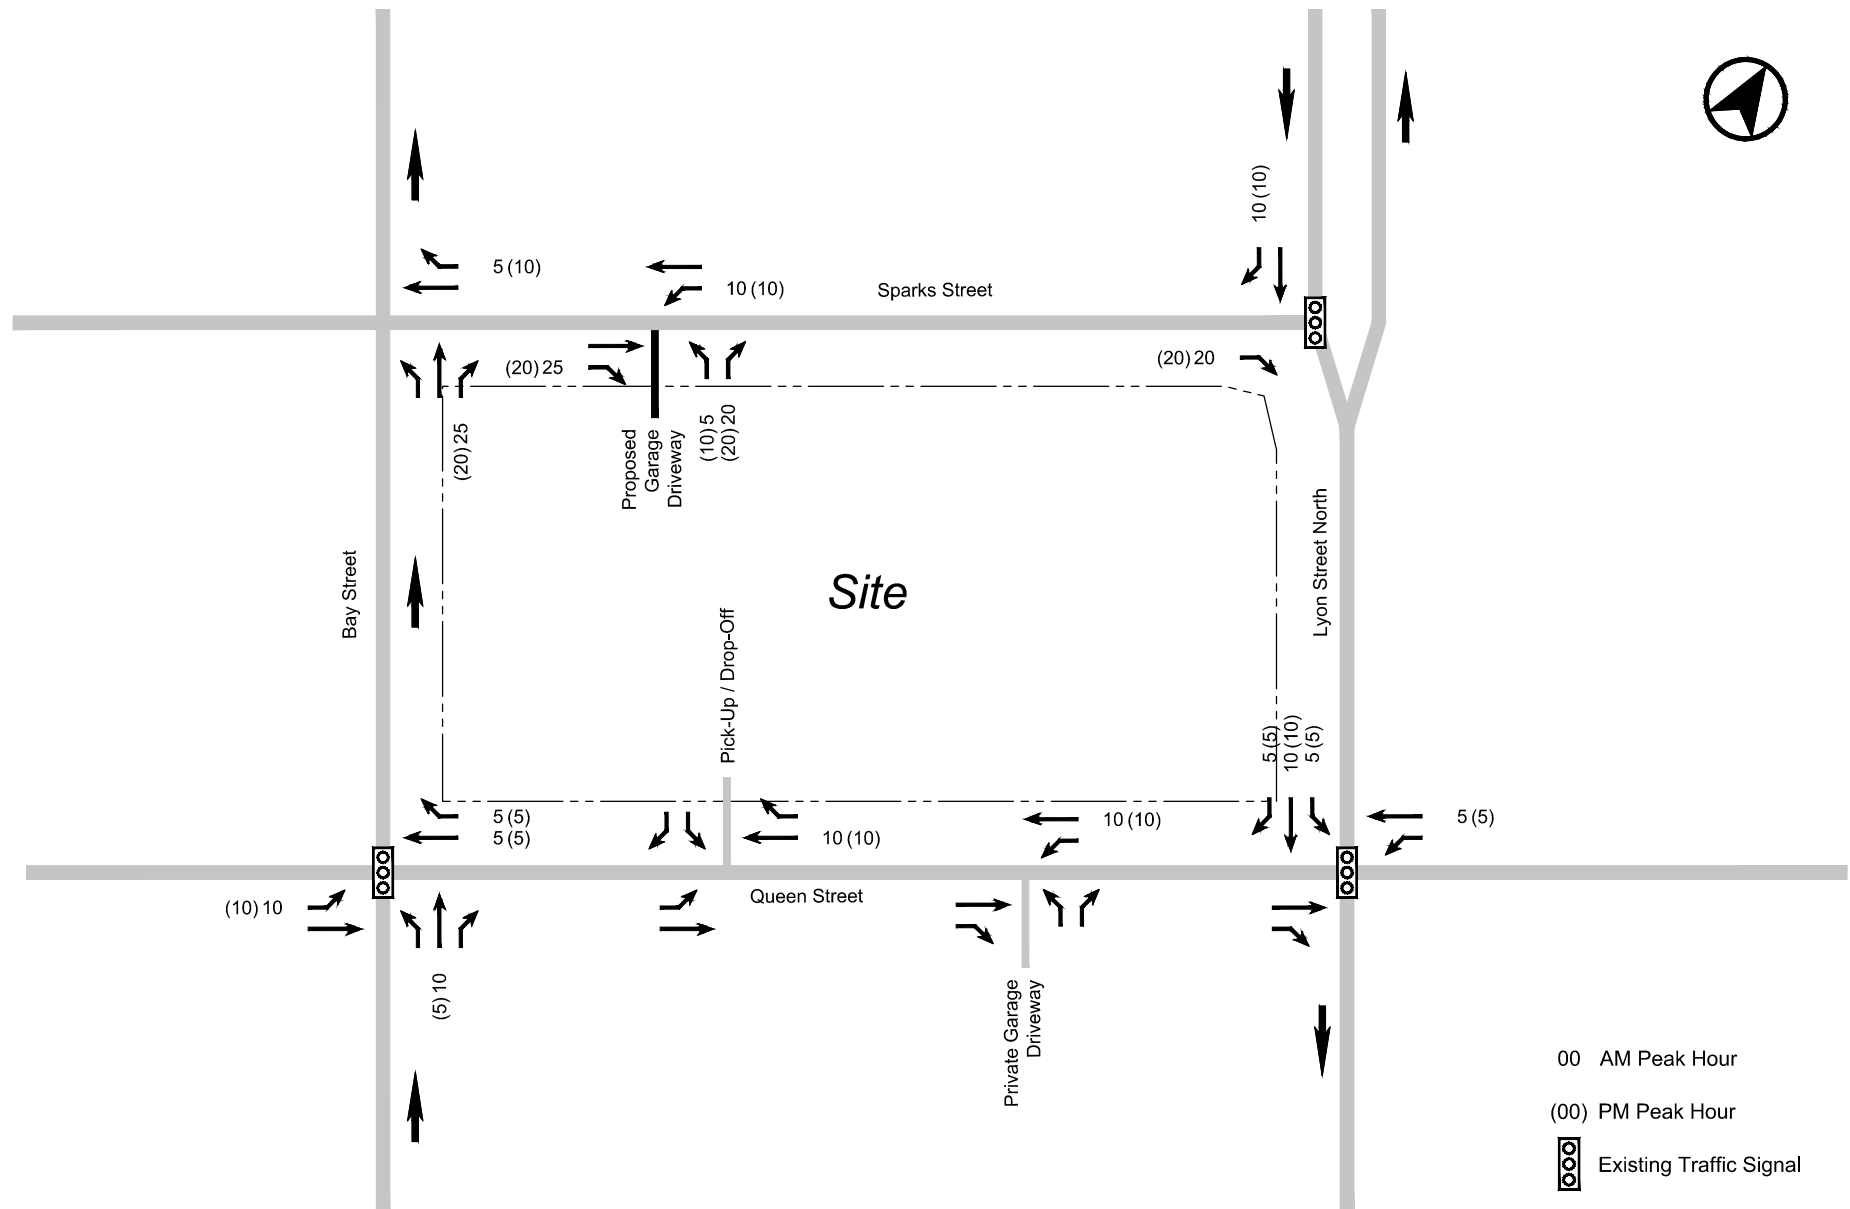 10 (10)
5 (10)
10 (10)
Sparks Street
(20) 25
(20) 20
(20) 25
Proposed
Garage
Driveway
(10) 5
(20) 20
Bay Street
Site
Lyon Street North
Pick-Up / Drop-Off
5 (5)
10 (10)
5 (5)
5 (5)
5 (5)
10 (10)
10 (10)
5 (5)
(10) 10
Queen Street
(5) 10
Private Garage
Driveway
00 AM Peak Hour
(00) PM Peak Hour
Existing Traffic Signal